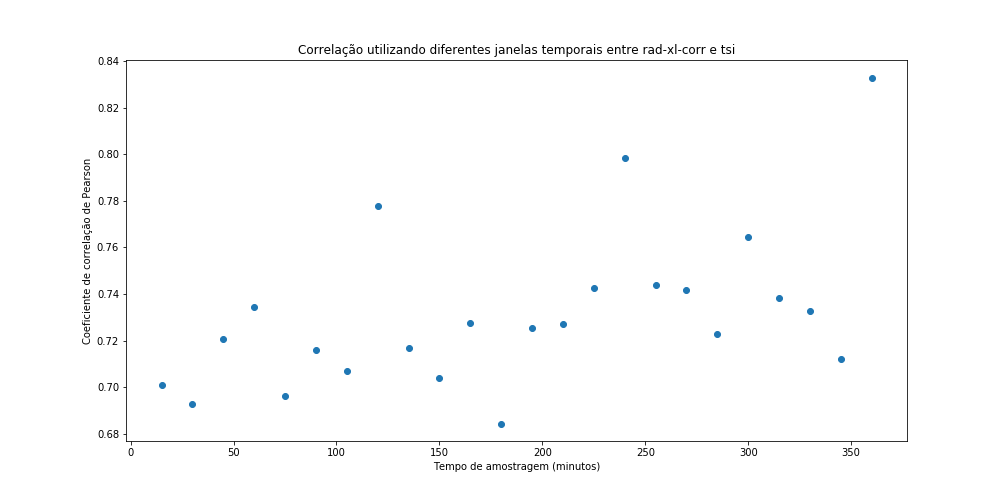 Correlação utilizando diferentes janelas temporais entre rad-xl-corr e tsi
0.84
0.82
0.80
0.78
0.76
0.74
0.72
0.70
0.68
Coeficiente de correlação de Pearson
0 50 100 150 200 250 300 350
Tempo de amostragem (minutos)